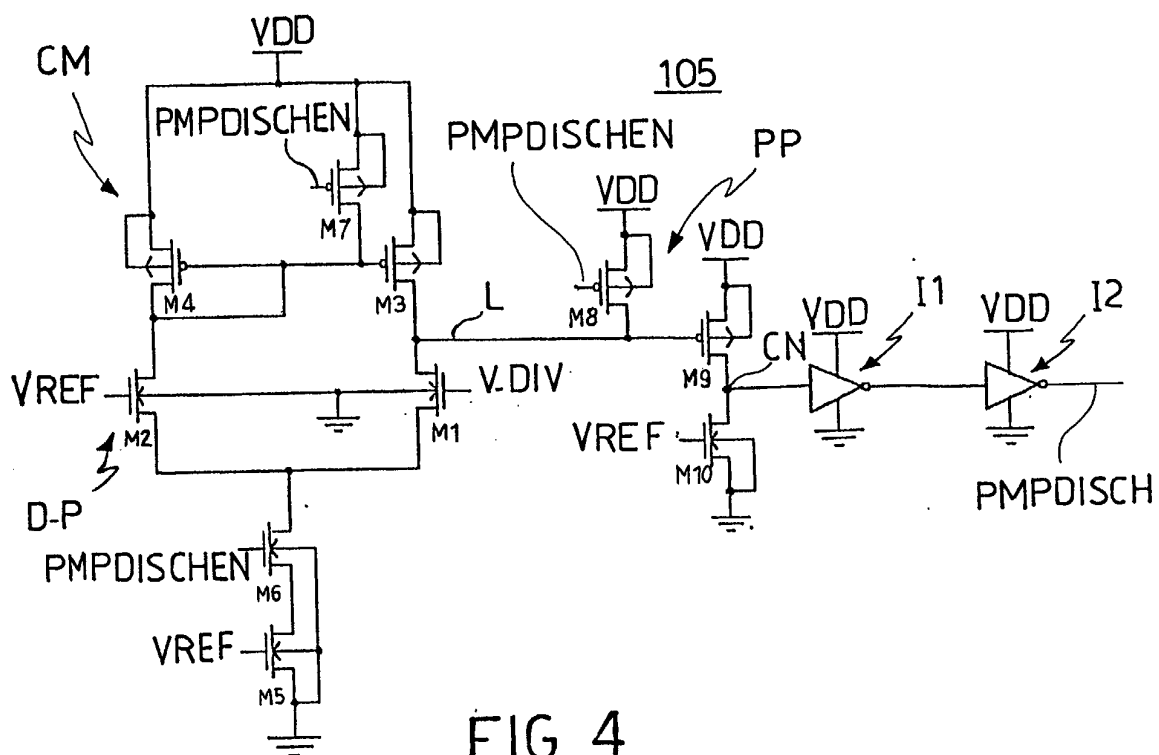 VDD
CM
105
PMPDISCHEN
PMPDISCHEN
PP
VDD
VDD
M7
I1
I2
VDD
VDD
M4
M3
L
M8
CN
M9
VREF
V-DIV
M2
M1
VREF
M10
PMPDISCH
D-P
PMPDISCHEN
M6
VREF
M5
FIG 4